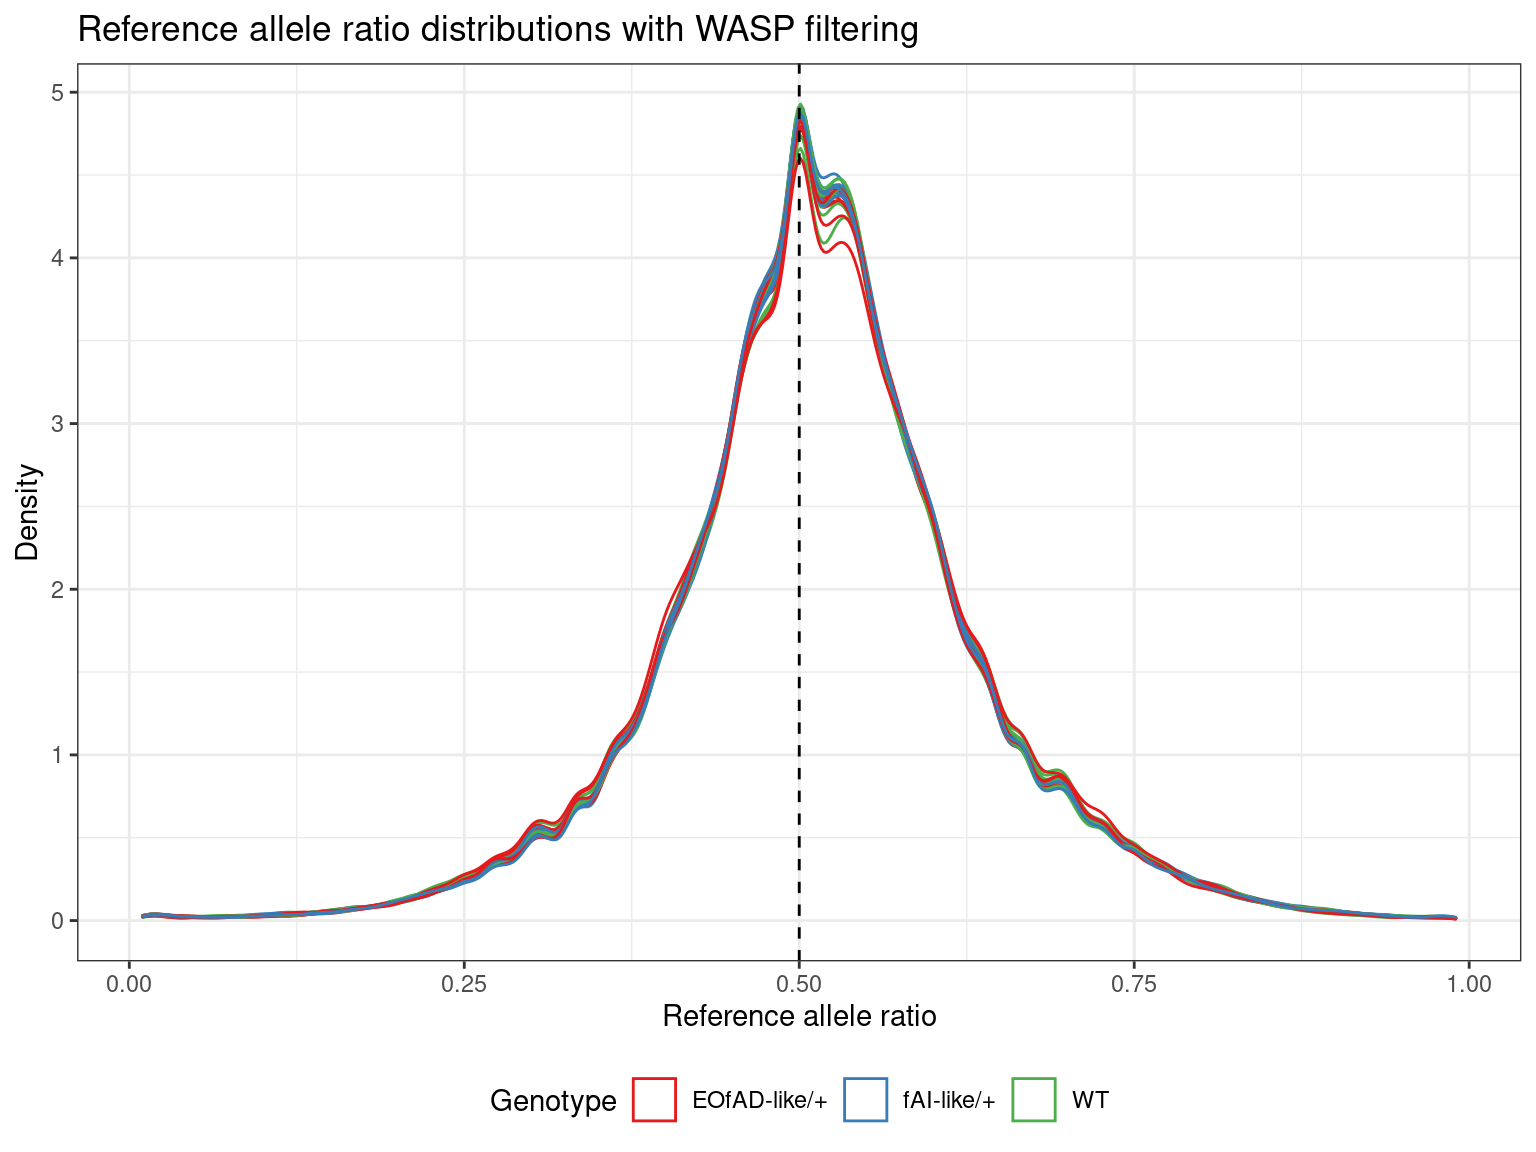 Reference allele ratio distributions with WASP filtering
5
4
3
2
1
0
Density
0.00 0.25 0.50 0.75 1.00
Reference allele ratio
Genotype EOfAD-like/+ fAI-like/+ WT